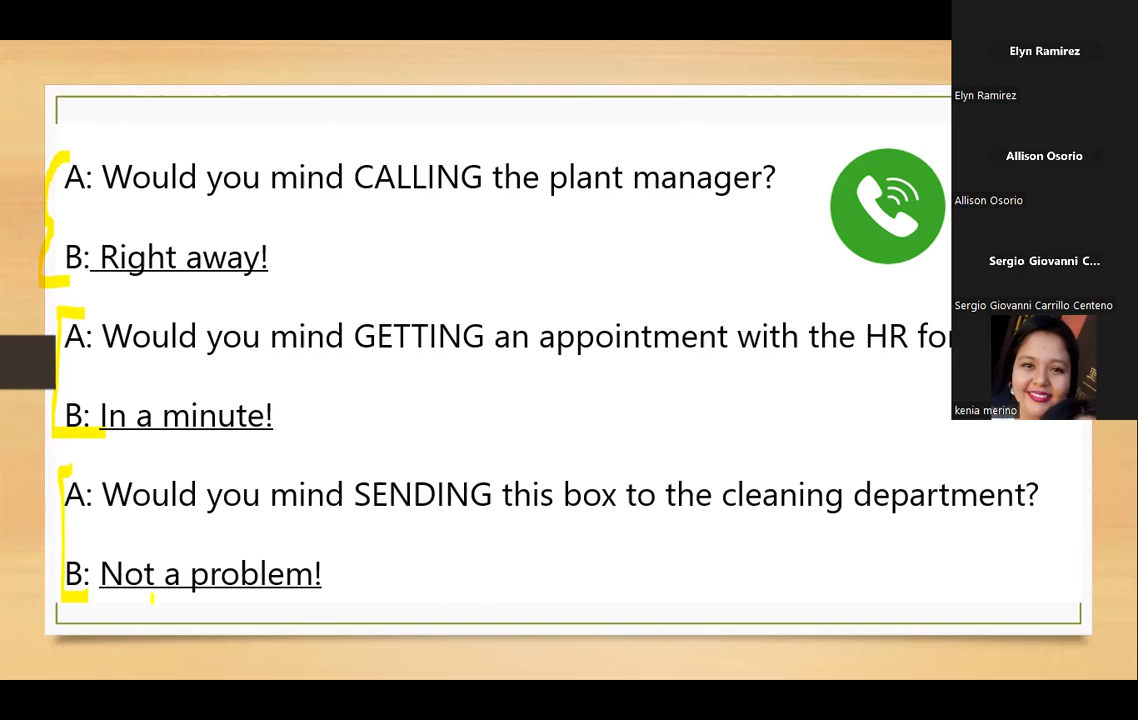 A: Would you mind CALLING the plant manager?
B: Right away!
A: Would you mind GETTING an appointment with the HR
B: In a minute!
A: Would you mind SENDING this box to the cleaning department?
B: Not a problem!
Elyn Ramirez
Elyn Ramirez
Allison Osorio
Allison Osorio
Sergio Giovanni C...
Sergio Giovanni Carrillo Centeno
kenia merino